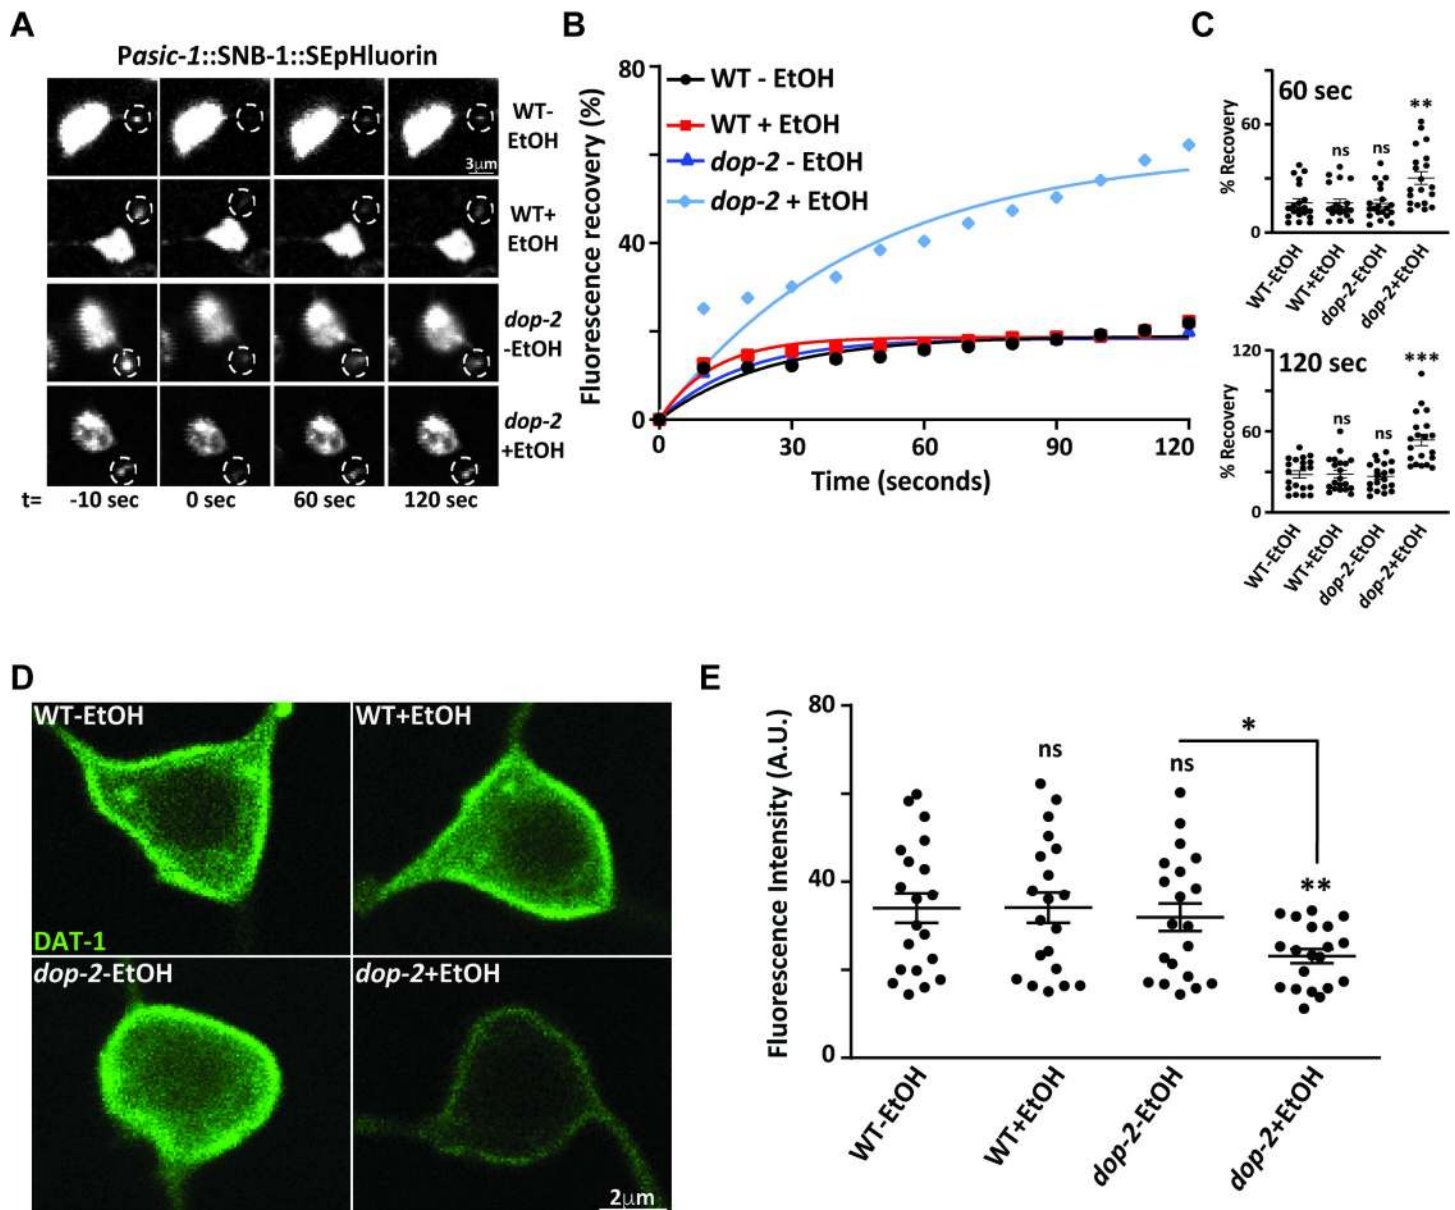 A
Pasic-1::SNB-1::SEpHluorin
WT-
EtOH
3μm
WT+
EtOH
dop-2
-EtOH
dop-2
+EtOH
t= -10 sec 0 sec 60 sec 120 sec
B
80
40
0
Fluorescence recovery (%)
WT - EtOH
WT + EtOH
dop-2 - EtOH
dop-2 + EtOH
0 30 60 90 120
Time (seconds)
C
60 sec
60
0
% Recovery
ns
ns
**
WT-EtOH
WT+EtOH
dop-2-EtOH
dop-2+EtOH
120 sec
120
60
0
% Recovery
ns
ns
***
WT-EtOH
WT+EtOH
dop-2-EtOH
dop-2+EtOH
D
WT-EtOH
WT+EtOH
DAT-1
dop-2-EtOH
dop-2+EtOH
2μm
E
80
40
0
Fluorescence Intensity (A.U.)
ns
ns
*
**
WT-EtOH
WT+EtOH
dop-2-EtOH
dop-2+EtOH